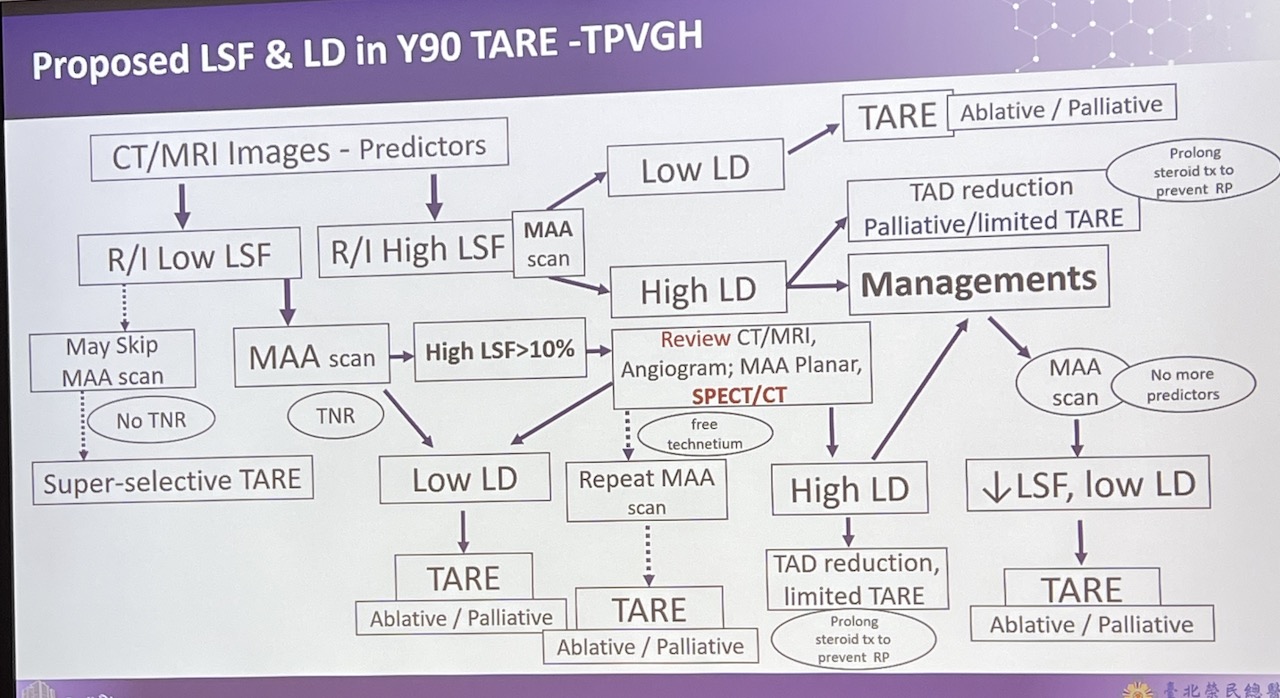 Proposed LSF & LD in Y90 TARE -TPVGH
CT/MRI Images - Predictors
R/I Low LSF
R/I High LSF
MAA
scan
Low LD
TARE
Ablative / Palliative
High LD
TAD reduction
Palliative/limited TARE
Prolong
steroid tx to
prevent RP
Managements
May Skip
MAA scan
No TNR
Super-selective TARE
MAA scan
TNR
High LSF>10%
Review CT/MRI,
Angiogram; MAA Planar,
SPECT/CT
free
technetium
Low LD
TARE
Ablative / Palliative
Repeat MAA
scan
TARE
Ablative / Palliative
High LD
TAD reduction,
limited TARE
Prolong
steroid tx to
prevent RP
MAA
scan
No more
predictors
↓LSF, low LD
TARE
Ablative / Palliative
臺北榮民總醫